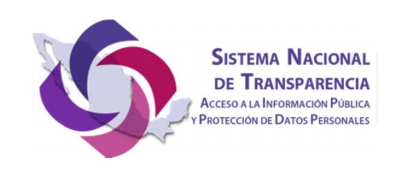 SISTEMA NACIONAL
DE TRANSPARENCIA
ACCESO A LA INFORMACIÓN PÚBLICA
Y PROTECCIÓN DE DATOS PERSONALES